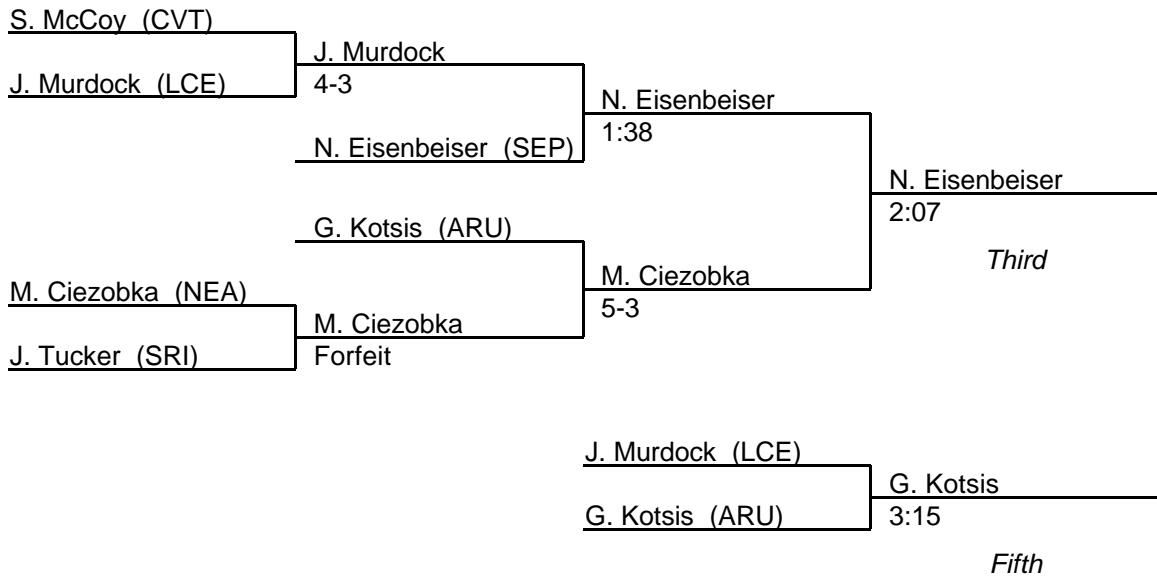 S. McCoy (CVT)
J. Murdock
J. Murdock (LCE)
4-3
N. Eisenbeiser
1:38
N. Eisenbeiser (SEP)
N. Eisenbeiser
2:07
G. Kotsis (ARU)
Third
M. Ciezobka
M. Ciezobka (NEA)
5-3
M. Ciezobka
J. Tucker (SRI)
Forfeit
J. Murdock (LCE)
G. Kotsis
G. Kotsis (ARU)
3:15
Fifth